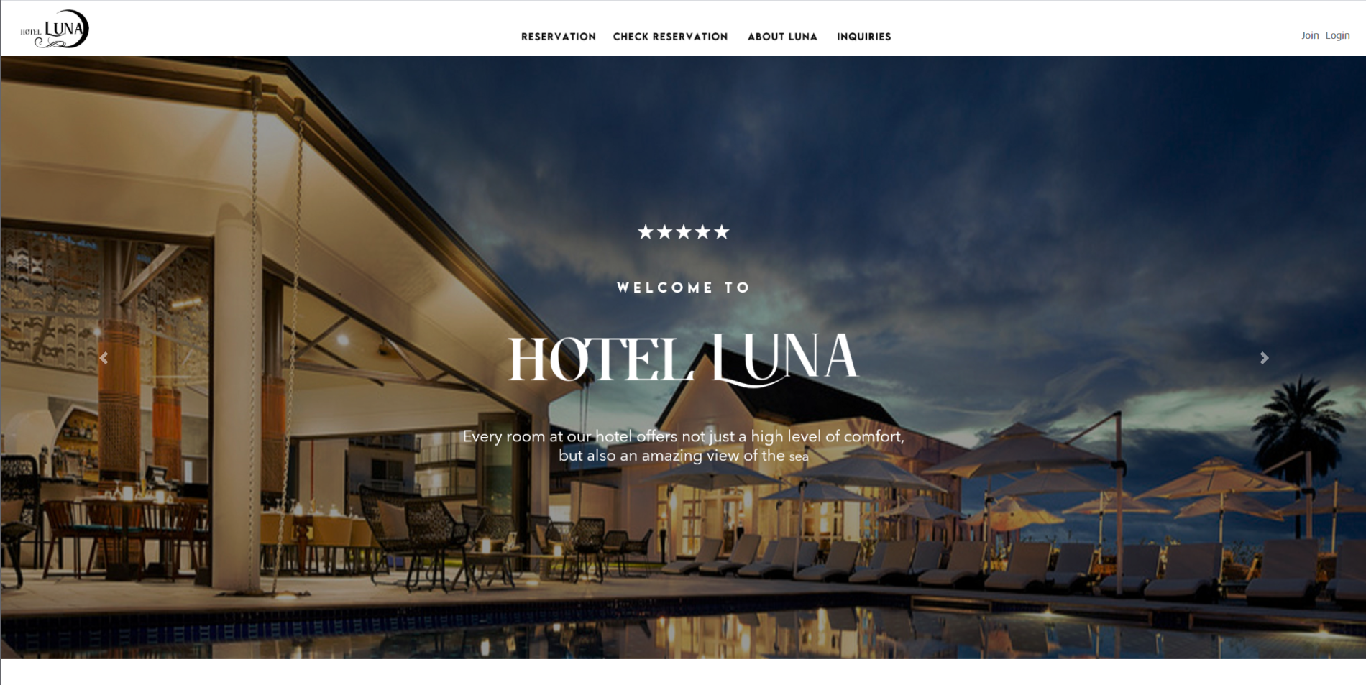 HOTEL LUNA
RESERVATION CHECK RESERVATION ABOUT LUNA INQUIRIES
Join Login
WELCOME TO
HOTEL LUNA
Every room at our hotel offers not just a high level of comfort,
but also an amazing view of the sea